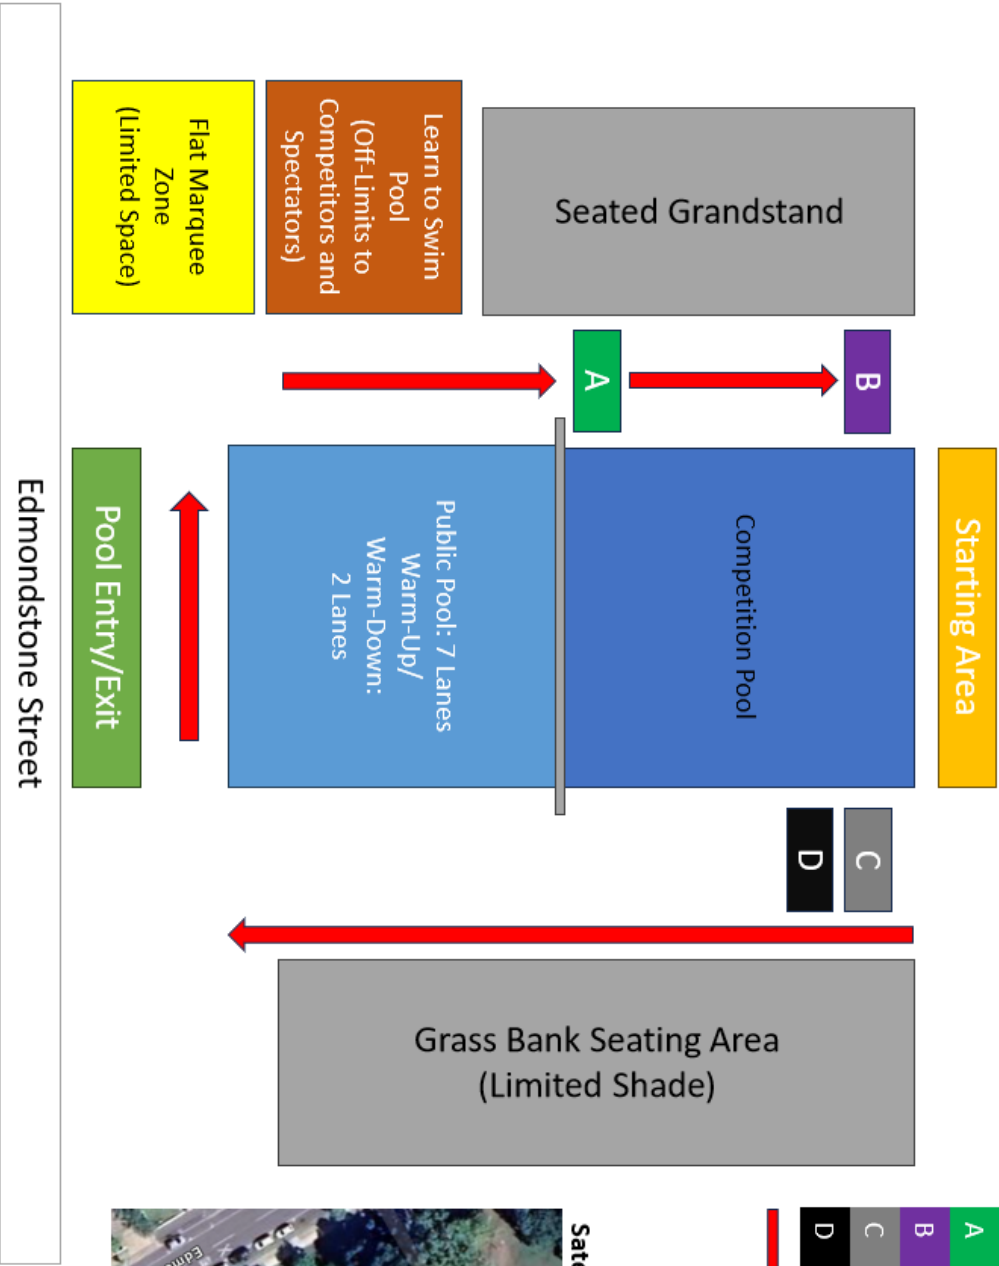 Starting Area
Seated Grandstand
B
A
Competition Pool
C
D
Learn to Swim
Pool
(Off-Limits to
Competitors and
Spectators)
Public Pool: 7 Lanes
Warm-Up/
Warm-Down:
2 Lanes
Grass Bank Seating Area
(Limited Shade)
Flat Marquee
Zone
(Limited Space)
Pool Entry/Exit
Edmondstone Street
A
B
C
D
Sate
Edmo